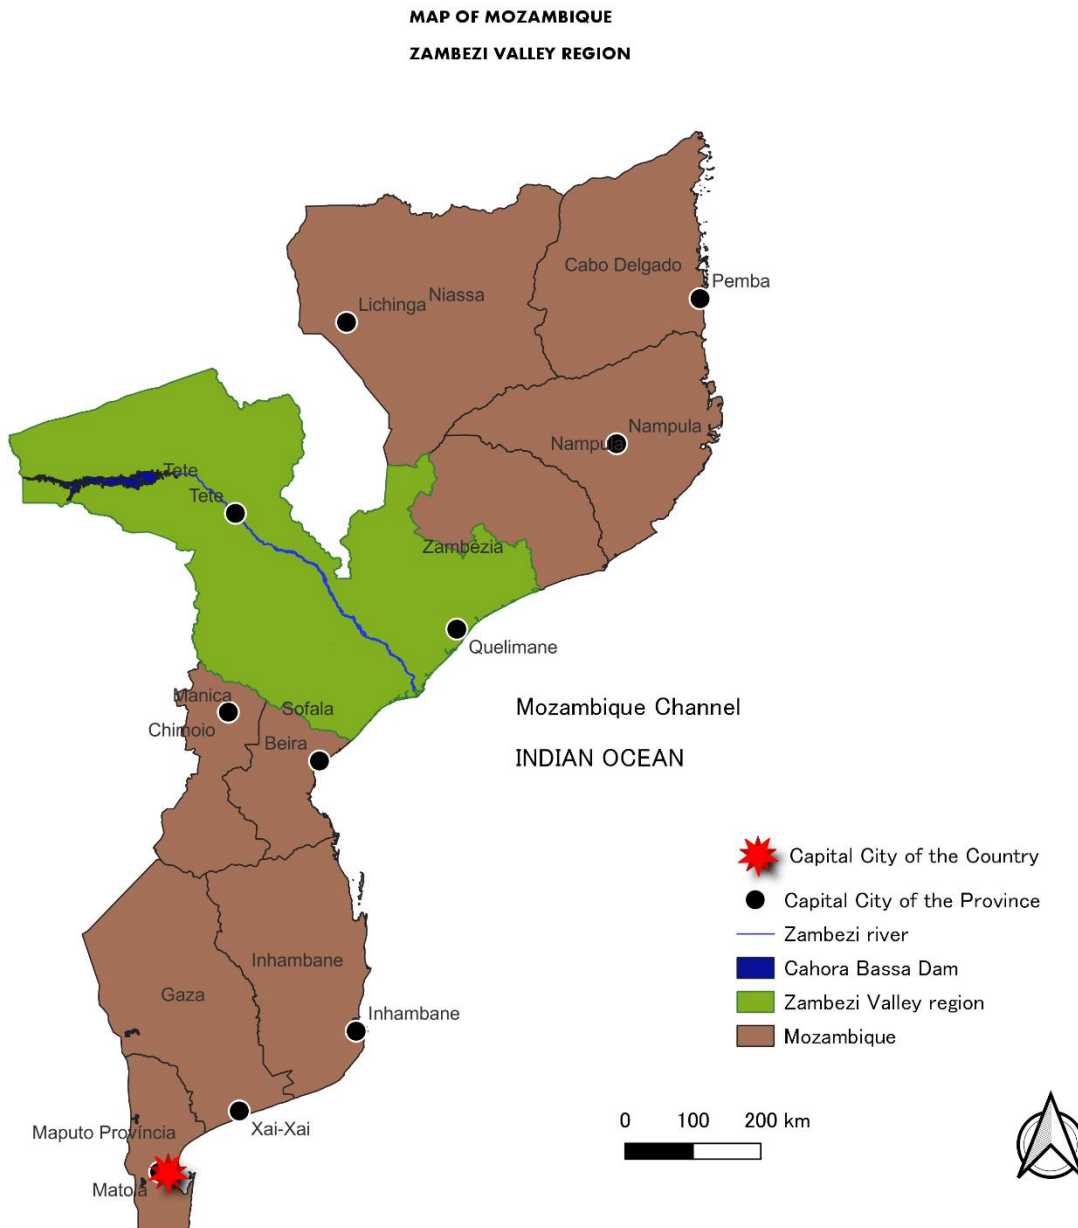 MAP OF MOZAMBIQUE
ZAMBEZI VALLEY REGION
Cabo Delgado
Pemba
Niassa
Lichinga
Nampula
Nampula
Tete
Tete
Zambézia
Quelimane
Manica
Sofala
Chimoio
Beira
Mozambique Channel
INDIAN OCEAN
Capital City of the Country
Capital City of the Province
Zambezi river
Cahora Bassa Dam
Zambezi Valley region
Mozambique
Inhambane
Gaza
Inhambane
Xai-Xai
Maputo Província
Matola
0 100 200 km